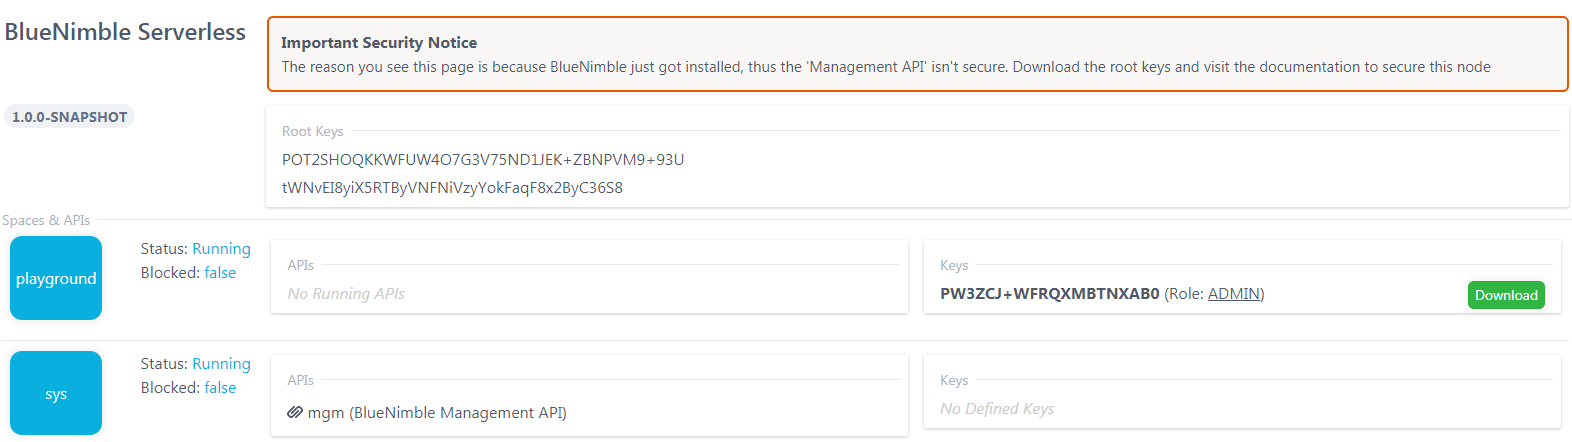 BlueNimble Serverless
Important Security Notice
The reason you see this page is because BlueNimble just got installed, thus the 'Management API' isn't secure. Download the root keys and visit the documentation to secure this node
1.0.0-SNAPSHOT
Root Keys
POT2SHOQKKWFUW4O7G3V75ND1JEK+ZBNPVM9+93U
tWNvEI8yiX5RTByVNFNiVzyYokFaqF8x2ByC36S8
Spaces & APIs
playground
Status: Running
Blocked: false
APIs
No Running APIs
Keys
PW3ZCJ+WFRQXMBTNXAB0 (Role: ADMIN)
Download
sys
Status: Running
Blocked: false
APIs
mgm (BlueNimble Management API)
Keys
No Defined Keys